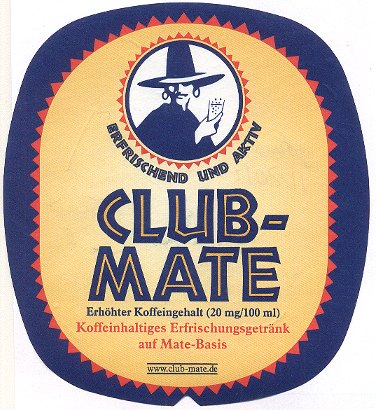 ERFRISCHEND UND AKTIV
CLUB-
MATE
Erhöhter Koffeingehalt (20 mg/100 ml)
Koffeinhaltiges Erfrischungsgetränk
auf Mate-Basis
www.club-mate.de